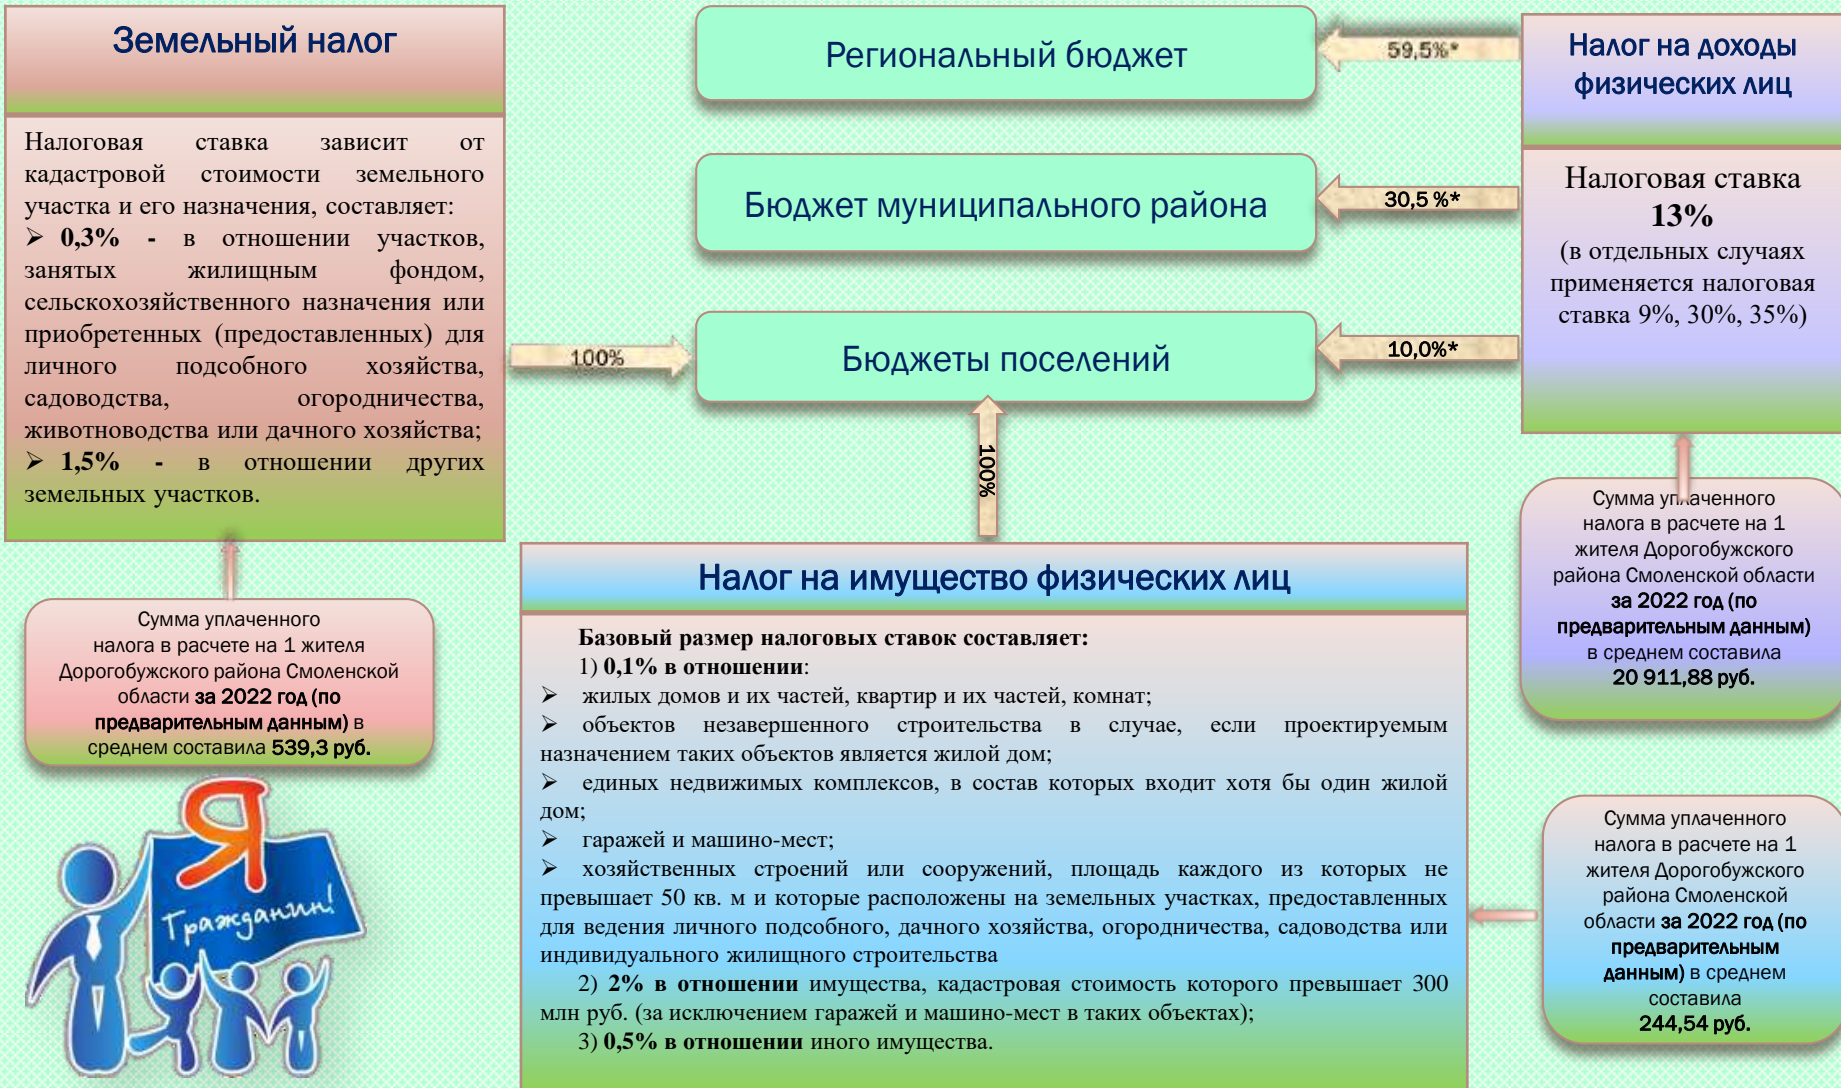 Земельный налог
Налоговая ставка зависит от
кадастровой стоимости земельного
участка и его назначения, составляет:
➢ 0,3% - в отношении участков,
занятых жилищным фондом,
сельскохозяйственного назначения или
приобретенных (предоставленных) для
личного подсобного хозяйства,
садоводства, огородничества,
животноводства или дачного хозяйства;
➢ 1,5% - в отношении других
земельных участков.
Сумма уплаченного
налога в расчете на 1 жителя
Дорогобужского района Смоленской
области за 2022 год (по
предварительным данным) в
среднем составила 539,3 руб.
Я
Гражданин!
Региональный бюджет
59,5%*
Бюджет муниципального района
30,5 %*
100%
Бюджеты поселений
10,0%*
100%
Налог на доходы
физических лиц
Налоговая ставка
13%
(в отдельных случаях
применяется налоговая
ставка 9%, 30%, 35%)
Сумма уплаченного
налога в расчете на 1
жителя Дорогобужского
района Смоленской области
за 2022 год (по
предварительным данным)
в среднем составила
20 911,88 руб.
Налог на имущество физических лиц
Базовый размер налоговых ставок составляет:
1) 0,1% в отношении:
➢ жилых домов и их частей, квартир и их частей, комнат;
➢ объектов незавершенного строительства в случае, если проектируемым
назначением таких объектов является жилой дом;
➢ единых недвижимых комплексов, в состав которых входит хотя бы один жилой
дом;
➢ гаражей и машино-мест;
➢ хозяйственных строений или сооружений, площадь каждого из которых не
превышает 50 кв. м и которые расположены на земельных участках, предоставленных
для ведения личного подсобного, дачного хозяйства, огородничества, садоводства или
индивидуального жилищного строительства
2) 2% в отношении имущества, кадастровая стоимость которого превышает 300
млн руб. (за исключением гаражей и машино-мест в таких объектах);
3) 0,5% в отношении иного имущества.
Сумма уплаченного
налога в расчете на 1
жителя Дорогобужского
района Смоленской
области за 2022 год (по
предварительным
данным) в среднем
составила
244,54 руб.